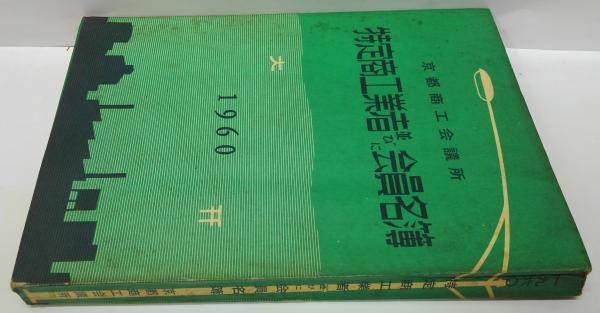 京都商工会議所
特定商工業者並びに会員名簿
大
1960
1960 特定商工業者並びに会員名簿 京都商工会議所